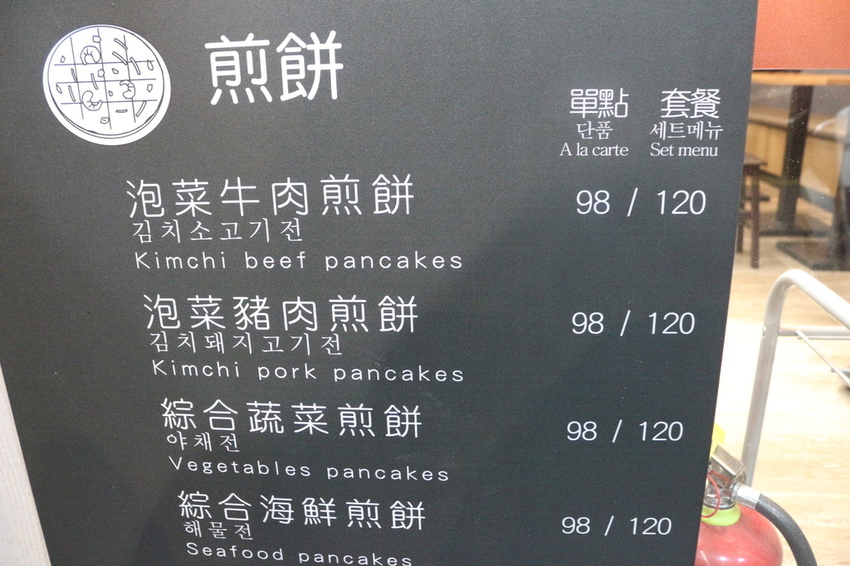 煎餅
單點 套餐
단품 세트메뉴
A la carte Set menu
泡菜牛肉煎餅 98 / 120
김치소고기전
Kimchi beef pancakes
泡菜豬肉煎餅 98 / 120
김치돼지고기전
Kimchi pork pancakes
綜合蔬菜煎餅 98 / 120
야채전
Vegetables pancakes
綜合海鮮煎餅 98 / 120
해물전
Seafood pancakes